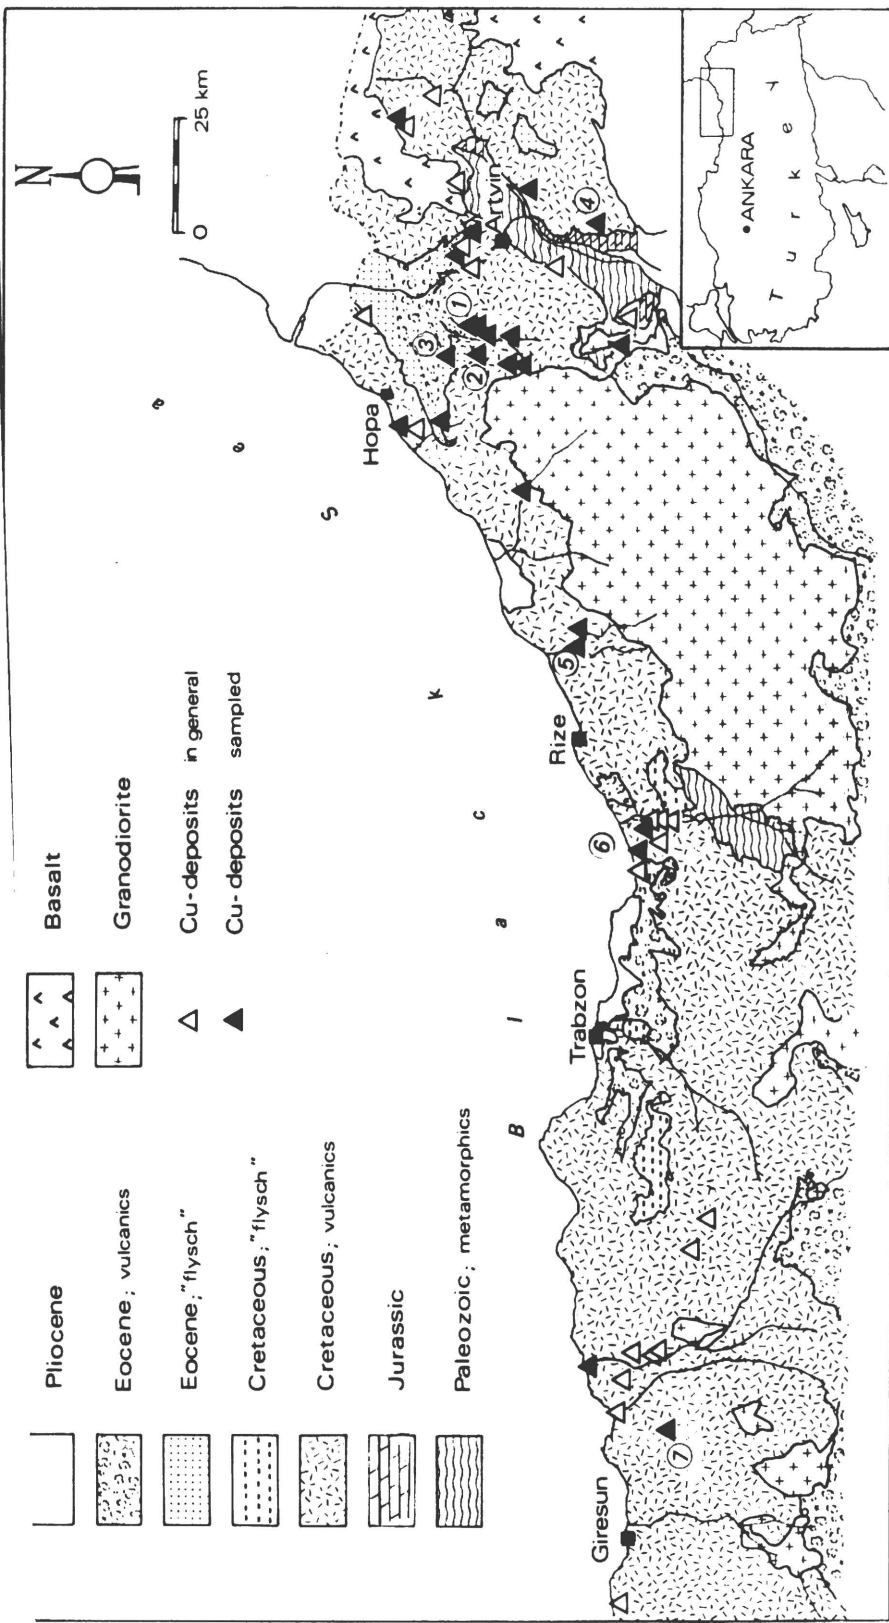 Pliocene
Eocene; vulcanics
Eocene; "flysch"
Cretaceous; "flysch"
Cretaceous; vulcanics
Jurassic
Paleozoic; metamorphics
Basalt
Granodiorite
Cu-deposits in general
Cu-deposits sampled
N
0 25 km
Black Sea
Giresun
Trabzon
Rize
Hopa
Artvin
1
2
3
4
5
6
7
ANKARA
Turkey